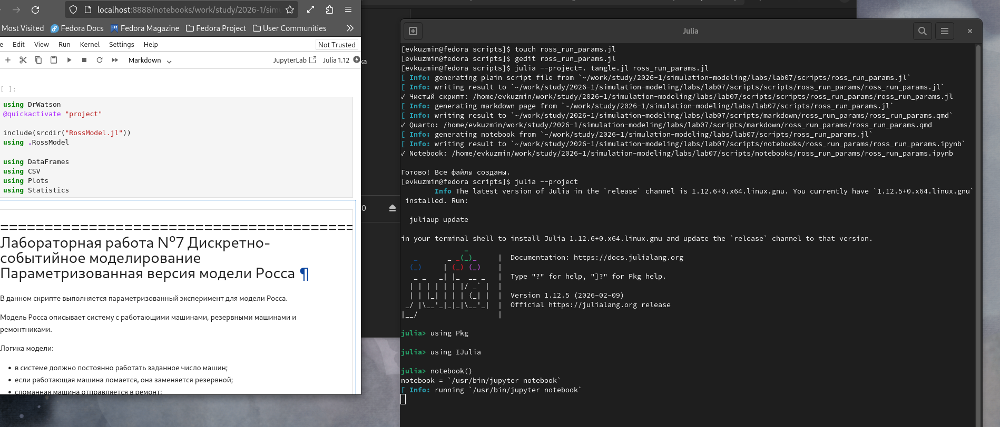 localhost:8888/notebooks/work/study/2026-1/sim
Most Visited Fedora Docs Fedora Magazine Fedora Project User Communities
e Edit View Run Kernel Settings Help Not Trusted
Markdown JupyterLab Julia 1.12
[ ]:
using DrWatson
@quickactivate "project"
include(srcdir("RossModel.jl"))
using .RossModel
using DataFrames
using CSV
using Plots
using Statistics
========================================
Лабораторная работа №7 Дискретно-
событийное моделирование
Параметризованная версия модели Росса ¶
В данном скрипте выполняется параметризованный эксперимент для модели Росса.
Модель Росса описывает систему с работающими машинами, резервными машинами и
ремонтниками.
Логика модели:
• в системе должно постоянно работать заданное число машин;
• если работающая машина ломается, она заменяется резервной;
• сломанная машина отправляется в ремонт;
ка
0
Julia
[evkuzmin@fedora scripts]$ touch ross_run_params.jl
[evkuzmin@fedora scripts]$ gedit ross_run_params.jl
[evkuzmin@fedora scripts]$ julia --project=. tangle.jl ross_run_params.jl
[ Info: generating plain script file from `~/work/study/2026-1/simulation-modeling/labs/lab07/scripts/ross_run_params.jl`
[ Info: writing result to `~/work/study/2026-1/simulation-modeling/labs/lab07/scripts/scripts/ross_run_params/ross_run_params.jl`
✓ Чистый скрипт: /home/evkuzmin/work/study/2026-1/simulation-modeling/labs/lab07/scripts/scripts/ross_run_params/ross_run_params.jl
[ Info: generating markdown page from `~/work/study/2026-1/simulation-modeling/labs/lab07/scripts/ross_run_params.jl`
[ Info: writing result to `~/work/study/2026-1/simulation-modeling/labs/lab07/scripts/markdown/ross_run_params/ross_run_params.qmd`
✓ Quarto: /home/evkuzmin/work/study/2026-1/simulation-modeling/labs/lab07/scripts/markdown/ross_run_params/ross_run_params.qmd
[ Info: generating notebook from `~/work/study/2026-1/simulation-modeling/labs/lab07/scripts/ross_run_params.jl`
[ Info: writing result to `~/work/study/2026-1/simulation-modeling/labs/lab07/scripts/notebooks/ross_run_params/ross_run_params.ipynb`
✓ Notebook: /home/evkuzmin/work/study/2026-1/simulation-modeling/labs/lab07/scripts/notebooks/ross_run_params/ross_run_params.ipynb
Готово! Все файлы созданы.
[evkuzmin@fedora scripts]$ julia --project
Info The latest version of Julia in the `release` channel is 1.12.6+0.x64.linux.gnu. You currently have `1.12.5+0.x64.linux.gnu`
installed. Run:
juliaup update
in your terminal shell to install Julia 1.12.6+0.x64.linux.gnu and update the `release` channel to that version.
| Documentation: https://docs.julialang.org
| Type "?" for help, "]?" for Pkg help.
| Version 1.12.5 (2026-02-09)
| Official https://julialang.org release
julia> using Pkg
julia> using IJulia
julia> notebook()
notebook = `/usr/bin/jupyter notebook`
[ Info: running `/usr/bin/jupyter notebook`